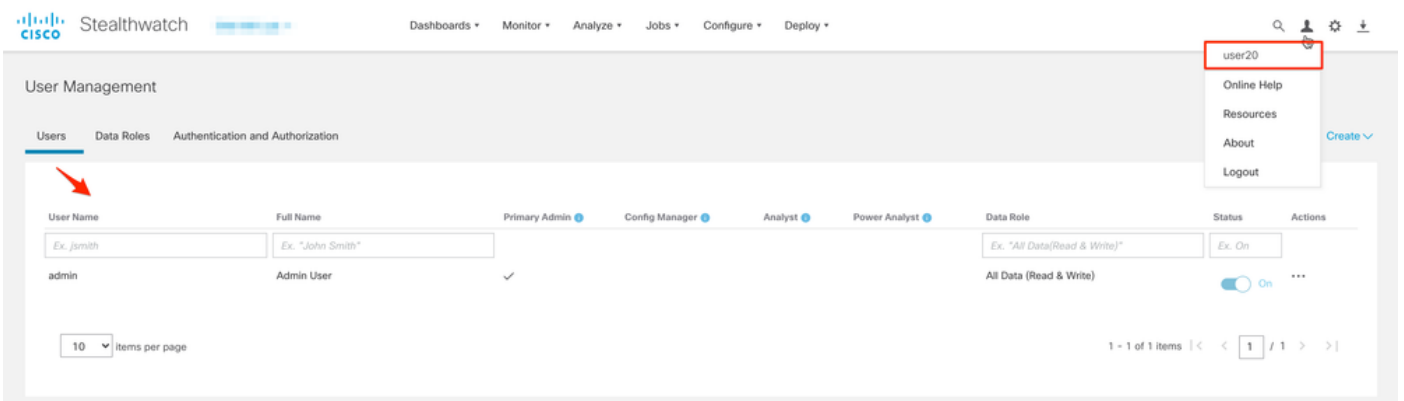 CISCO Stealthwatch Dashboards Monitor Analyze Jobs Configure Deploy
user20
Online Help
Resources
About
Logout
User Management
Users Data Roles Authentication and Authorization Create
User Name Full Name Primary Admin Config Manager Analyst Power Analyst Data Role Status Actions
Ex. jsmith Ex. "John Smith" Ex. "All Data(Read & Write)" Ex. On
admin Admin User All Data (Read & Write) On ...
10 items per page 1 - 1 of 1 items |< < 1 / 1 > >|